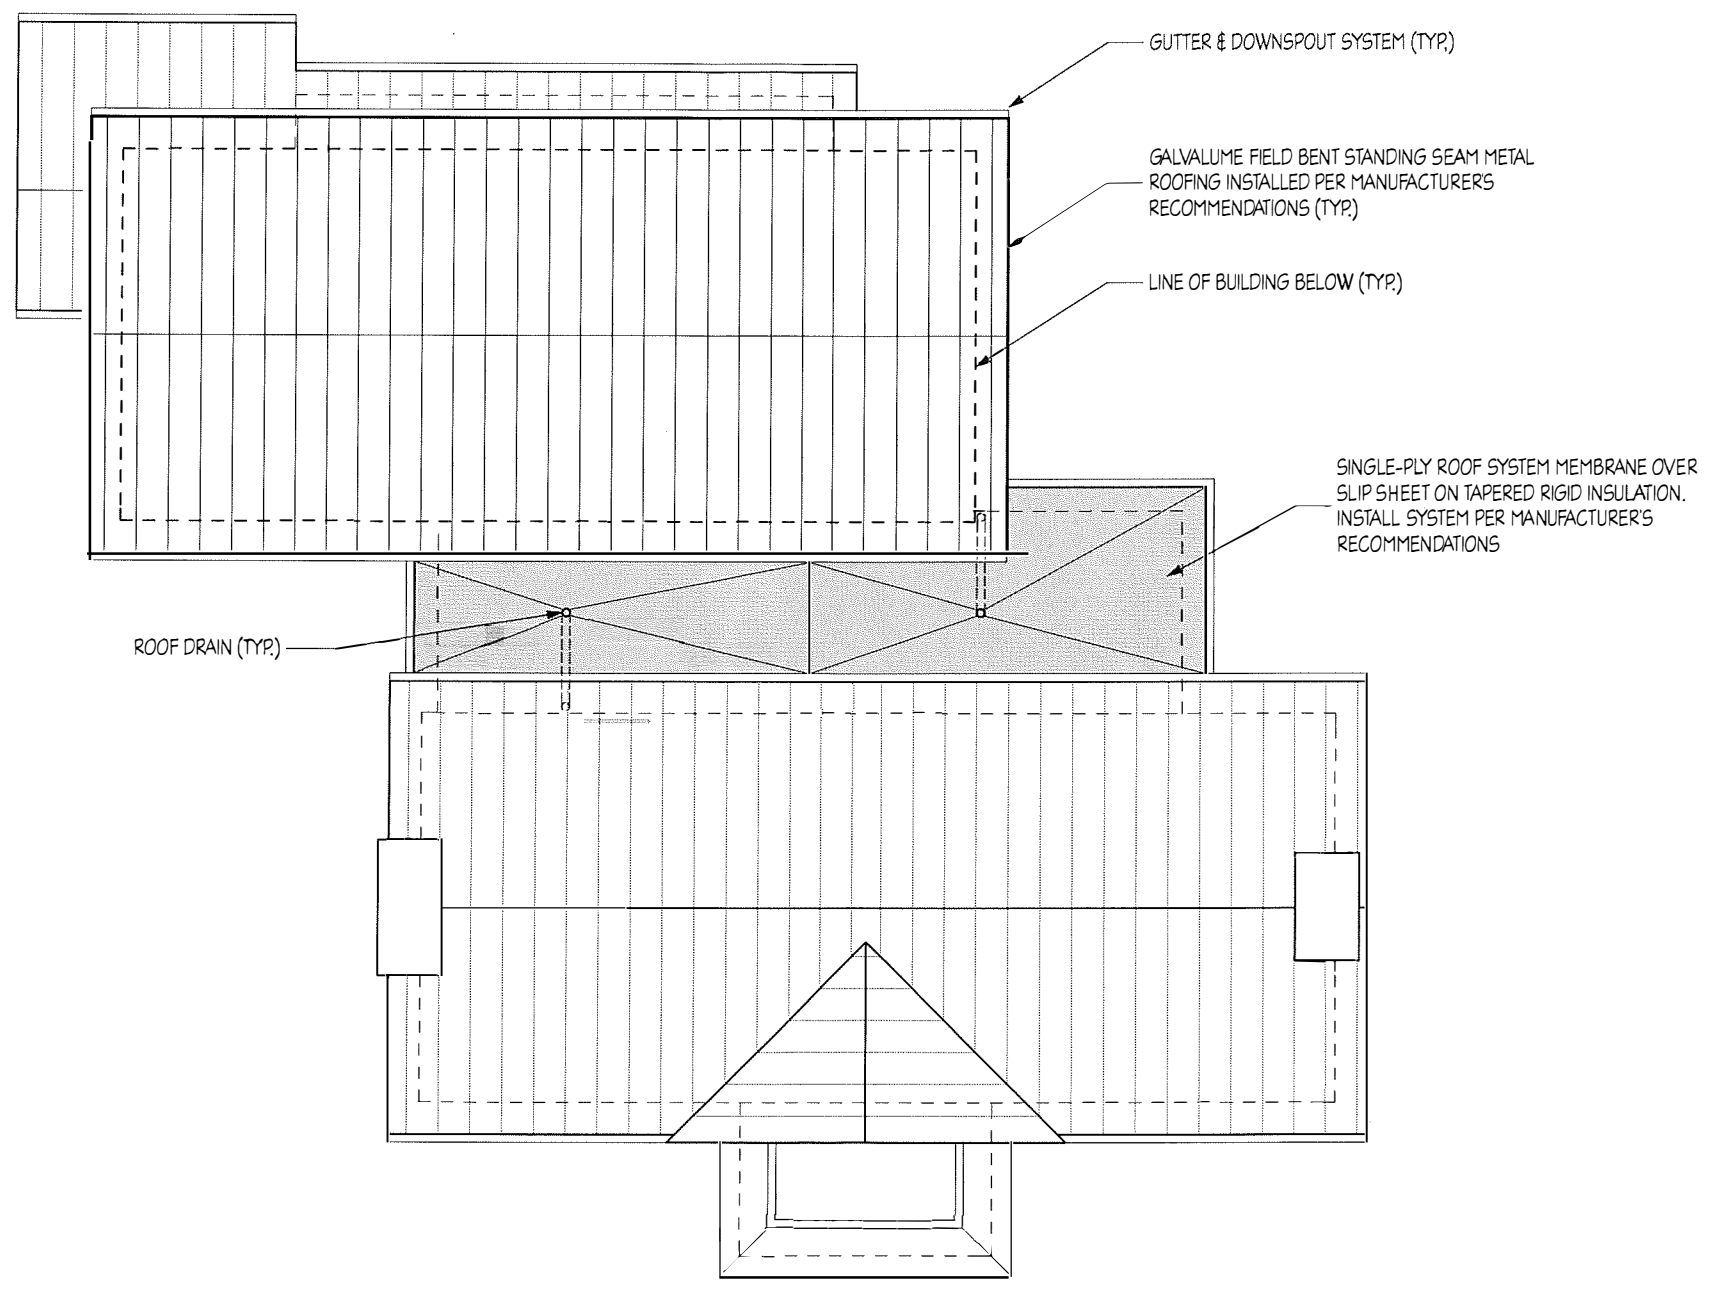 GUTTER & DOWNSPOUT SYSTEM (TYP.)
GALVALUME FIELD BENT STANDING SEAM METAL
ROOFING INSTALLED PER MANUFACTURER'S
RECOMMENDATIONS (TYP.)
LINE OF BUILDING BELOW (TYP.)
SINGLE-PLY ROOF SYSTEM MEMBRANE OVER
SLIP SHEET ON TAPERED RIGID INSULATION.
INSTALL SYSTEM PER MANUFACTURER'S
RECOMMENDATIONS
ROOF DRAIN (TYP.)